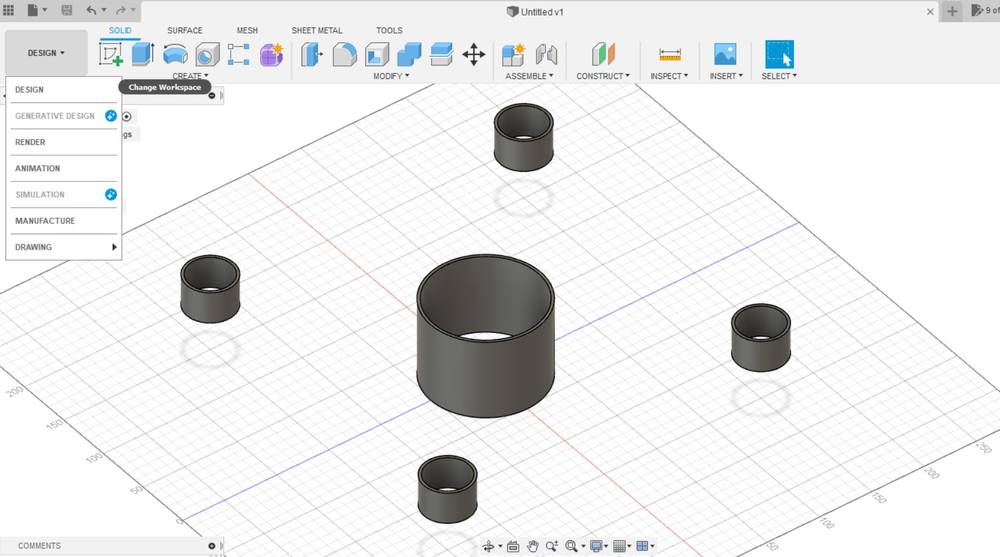 Untitled v1
9 of
SOLID
SURFACE
MESH
SHEET METAL
TOOLS
DESIGN
CREATE
MODIFY
ASSEMBLE
CONSTRUCT
INSPECT
INSERT
SELECT
Change Workspace
DESIGN
GENERATIVE DESIGN
RENDER
ANIMATION
SIMULATION
MANUFACTURE
DRAWING
gs
200
150
100
50
0
250
200
150
100
50
COMMENTS